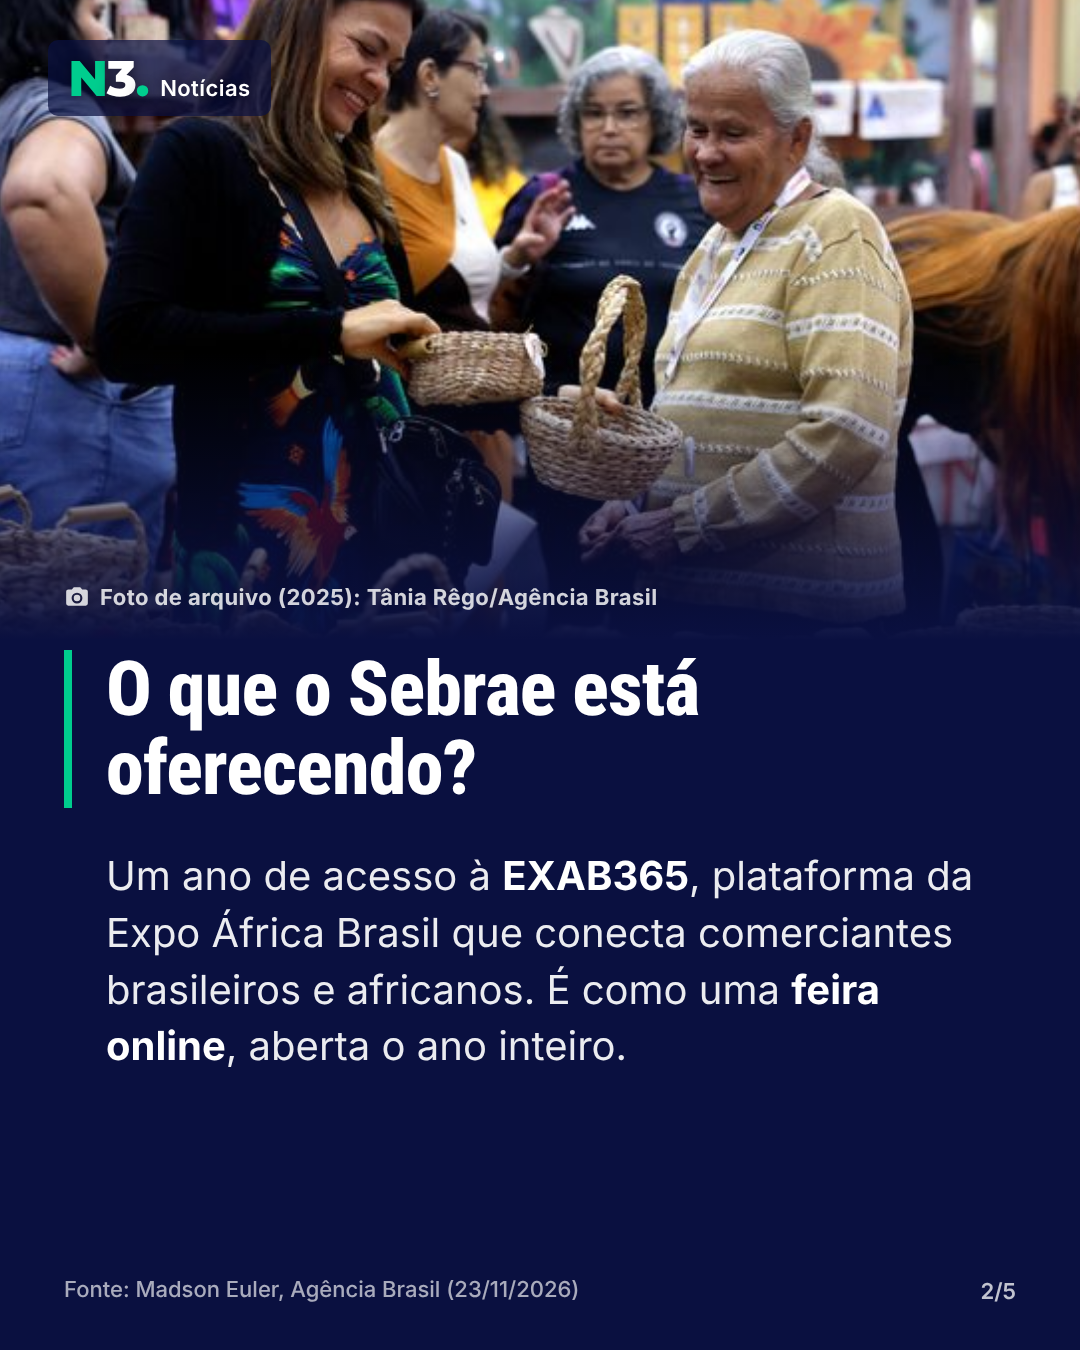 N3. Notícias
Foto de arquivo (2025): Tânia Rêgo/Agência Brasil
O que o Sebrae está
oferecendo?
Um ano de acesso à EXAB365, plataforma da
Expo África Brasil que conecta comerciantes
brasileiros e africanos. É como uma feira
online, aberta o ano inteiro.
Fonte: Madson Euler, Agência Brasil (23/11/2026)
2/5